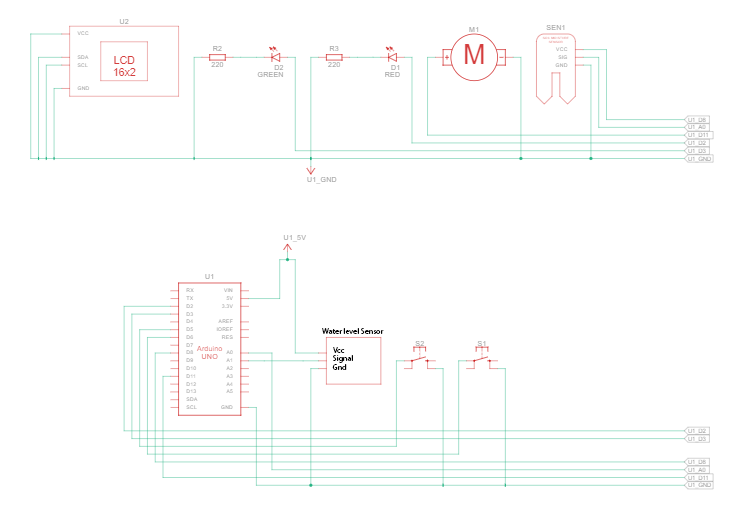 U2
VCC
SDA
SCL
GND
LCD
16x2
R2
220
D2
GREEN
R3
220
D1
RED
M1
+
M
-
SEN1
VCC
SIG
GND
U1_D8
U1_A0
U1_D11
U1_D2
U1_D3
U1_GND
U1_GND
U1_5V
U1
RX
TX
D2
D3
D4
D5
D6
D7
D8
D9
D10
D11
D12
D13
SDA
SCL
Arduino
UNO
VIN
5V
3.3V
AREF
IOREF
RES
A0
A1
A2
A3
A4
A5
GND
Water level Sensor
Vcc
Signal
Gnd
S2
S1
U1_D2
U1_D3
U1_D8
U1_A0
U1_D11
U1_GND